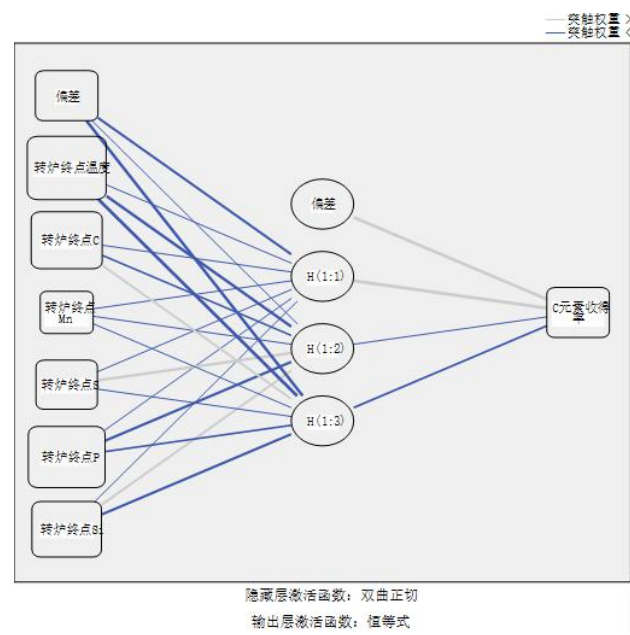 突触权重 >
突触权重 <
偏差
转炉终点温度
偏差
转炉终点C
H(1:1)
转炉终点
Mn
C元素收得
率
H(1:2)
转炉终点S
H(1:3)
转炉终点P
转炉终点Si
隐藏层激活函数：双曲正切
输出层激活函数：恒等式